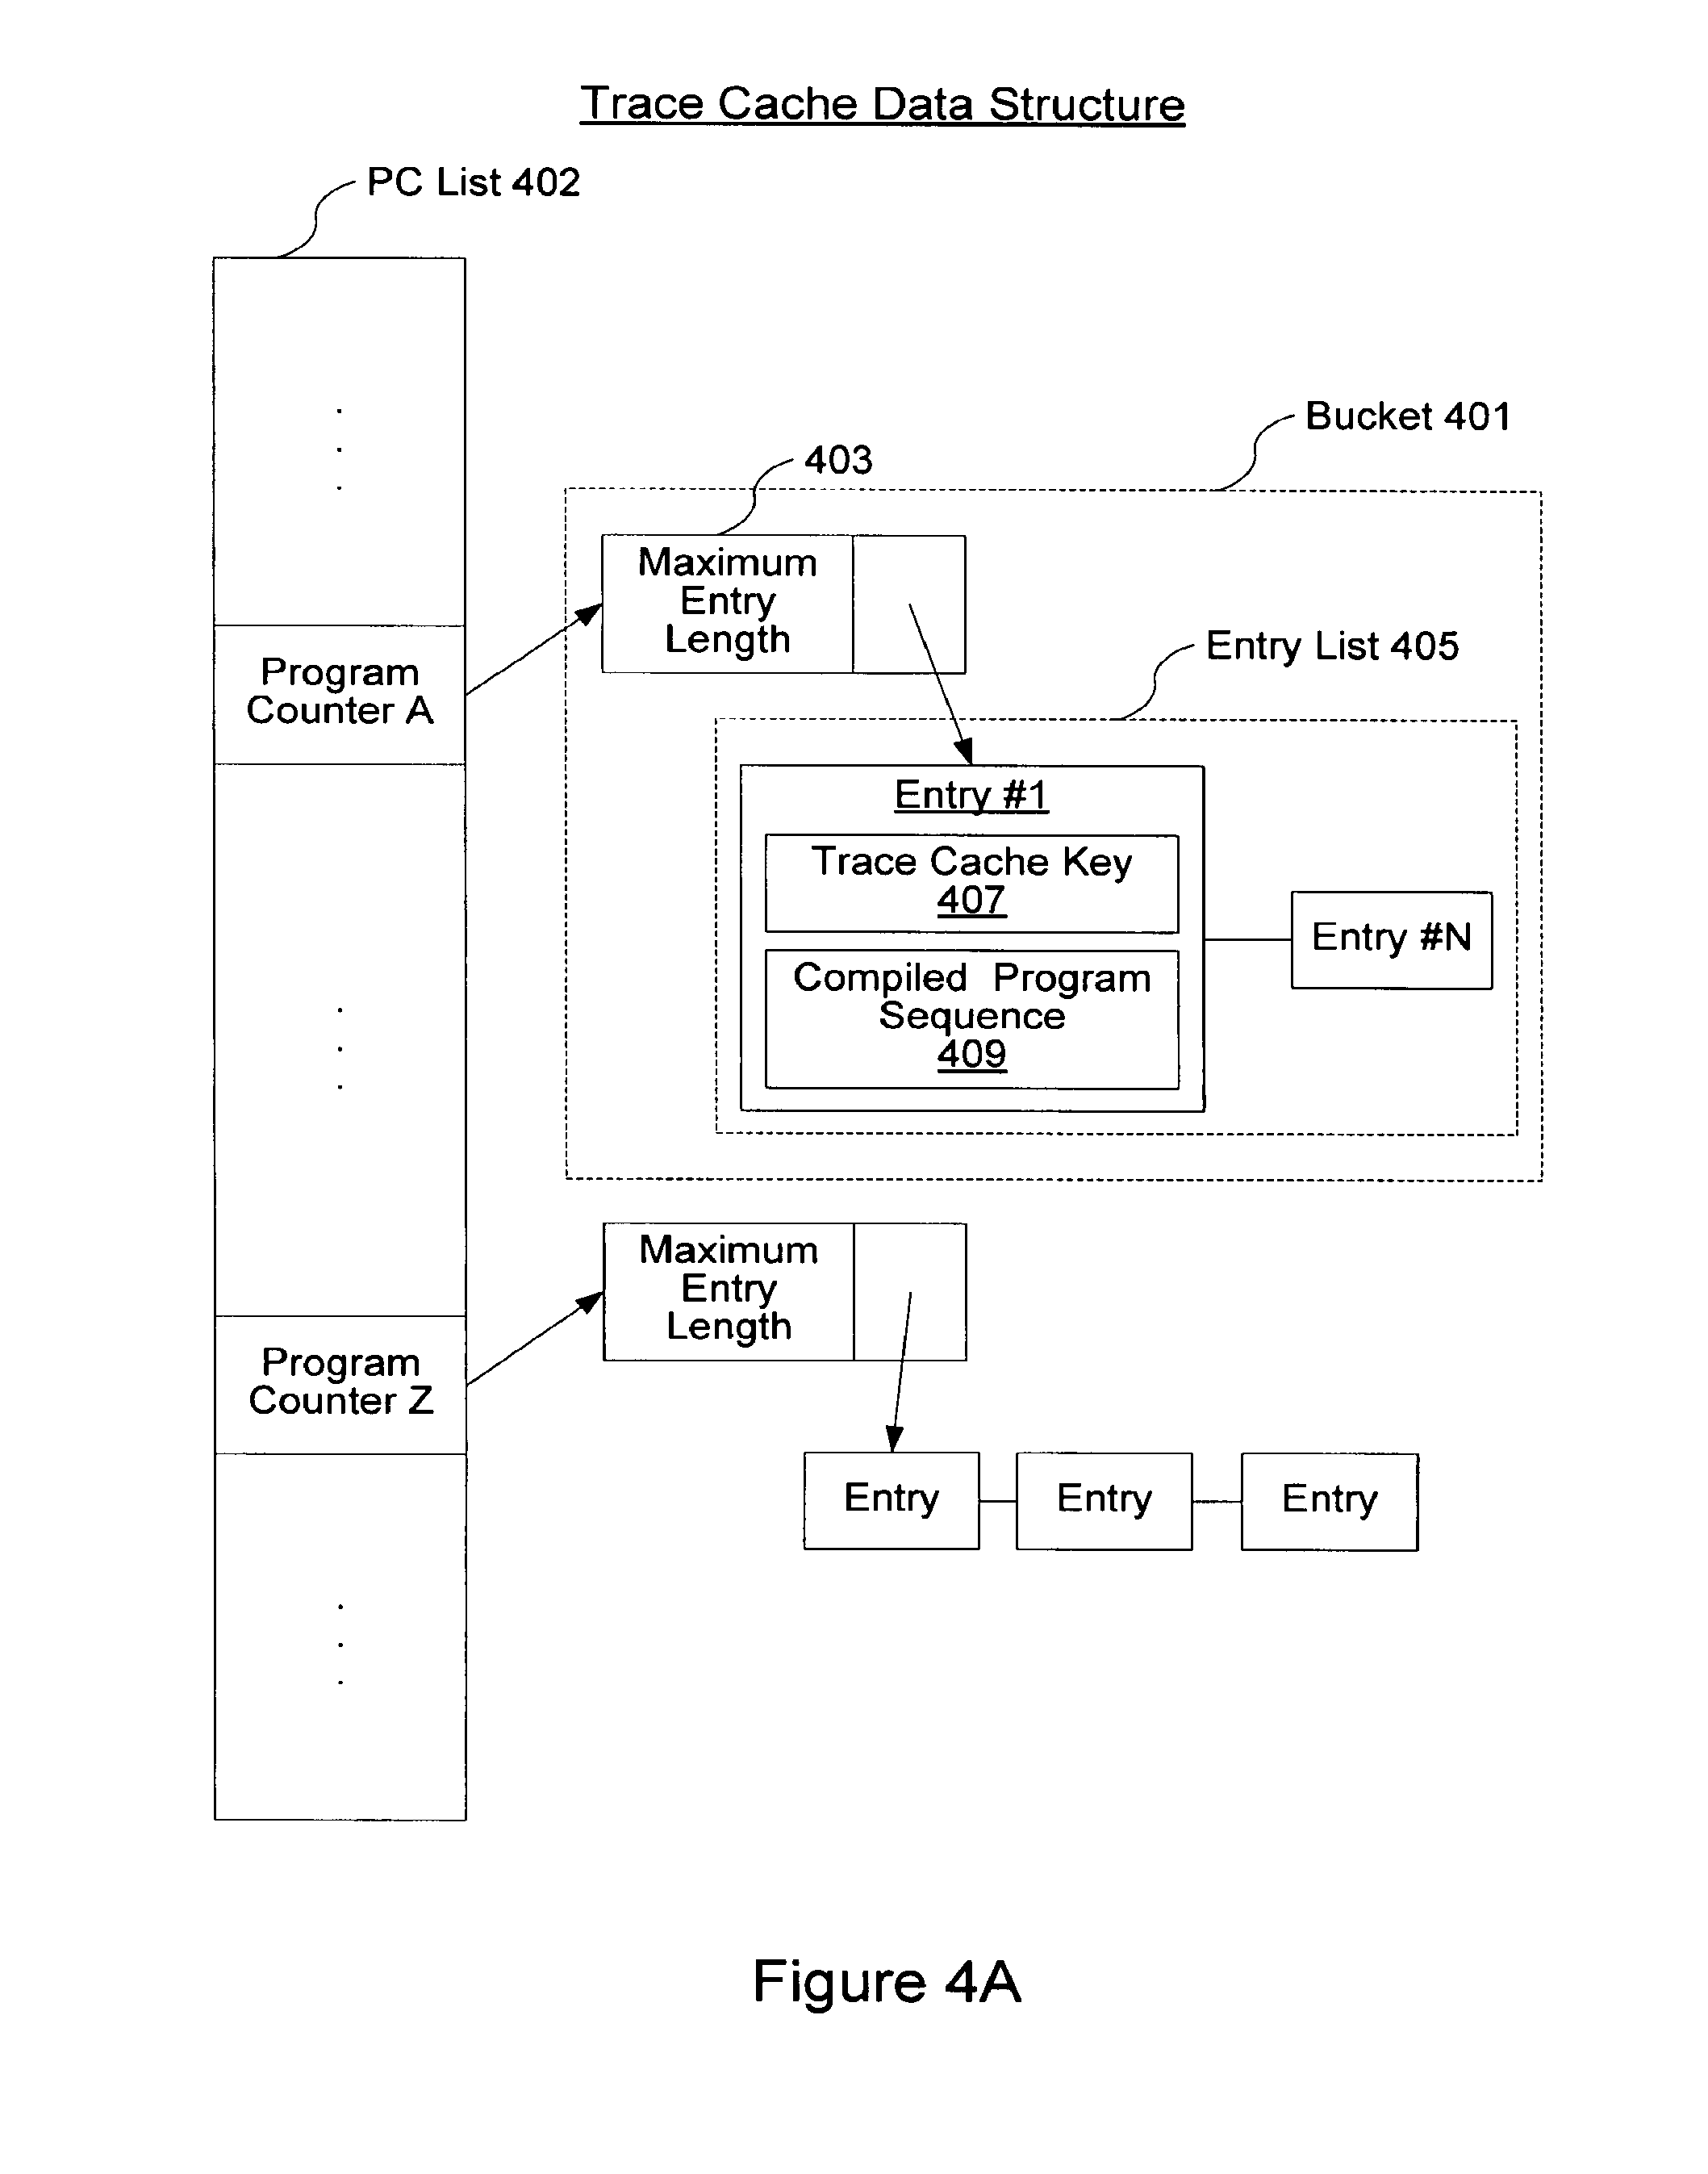 Trace Cache Data Structure
PC List 402
Bucket 401
403
Maximum
Entry
Length
Entry List 405
Program
Counter A
Entry #1
Trace Cache Key
407
Entry #N
Compiled Program
Sequence
409
Maximum
Entry
Length
Program
Counter Z
Entry
Entry
Entry
Figure 4A